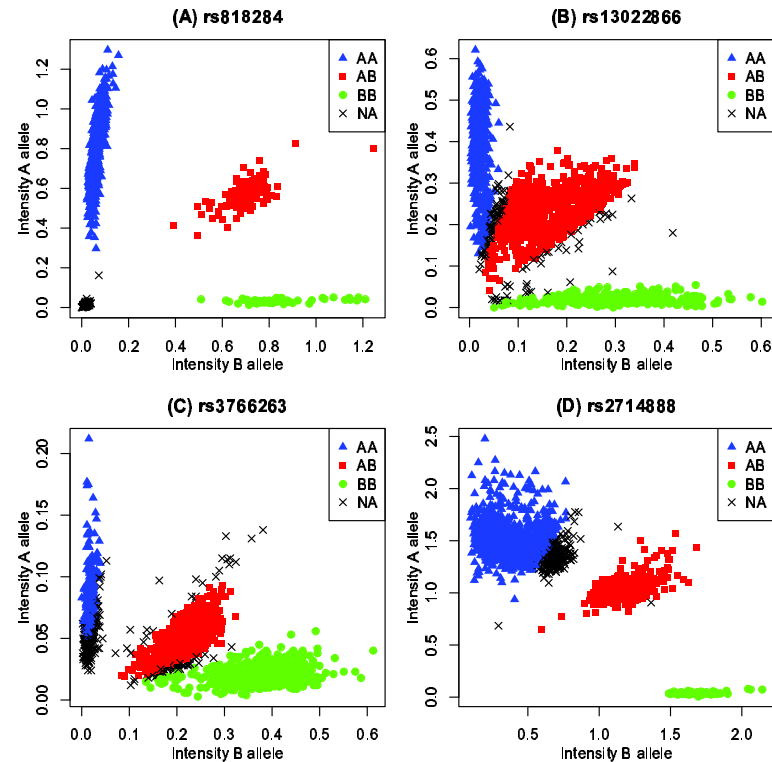 (A) rs818284
AA
AB
BB
NA
0.0 0.2 0.4 0.6 0.8 1.0 1.2
Intensity A allele
0.0 0.2 0.4 0.6 0.8 1.0 1.2
Intensity B allele
(B) rs13022866
AA
AB
BB
NA
0.0 0.1 0.2 0.3 0.4 0.5 0.6
Intensity A allele
0.0 0.1 0.2 0.3 0.4 0.5 0.6
Intensity B allele
(C) rs3766263
AA
AB
BB
NA
0.00 0.05 0.10 0.15 0.20
Intensity A allele
0.0 0.1 0.2 0.3 0.4 0.5 0.6
Intensity B allele
(D) rs2714888
AA
AB
BB
NA
0.0 0.5 1.0 1.5 2.0 2.5
Intensity A allele
0.5 1.0 1.5 2.0
Intensity B allele